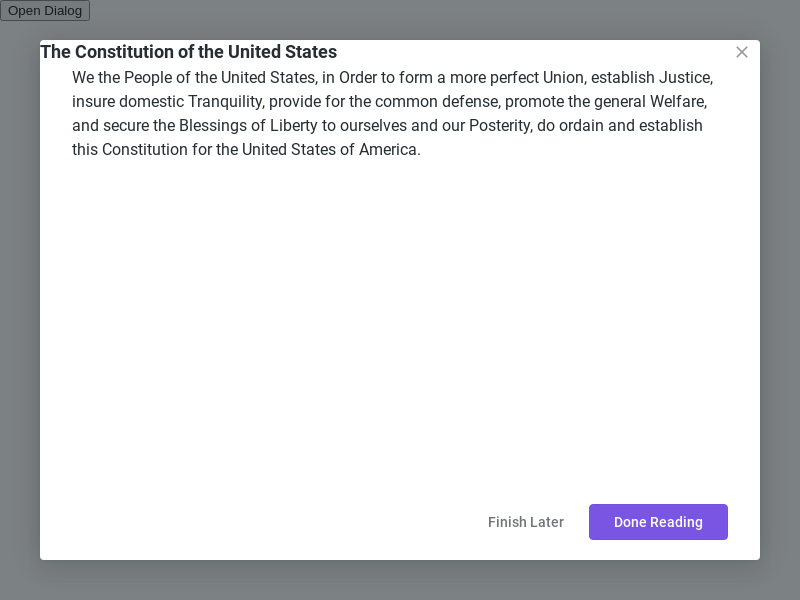 Open Dialog
The Constitution of the United States
We the People of the United States, in Order to form a more perfect Union, establish Justice,
insure domestic Tranquility, provide for the common defense, promote the general Welfare,
and secure the Blessings of Liberty to ourselves and our Posterity, do ordain and establish
this Constitution for the United States of America.
Finish Later
Done Reading